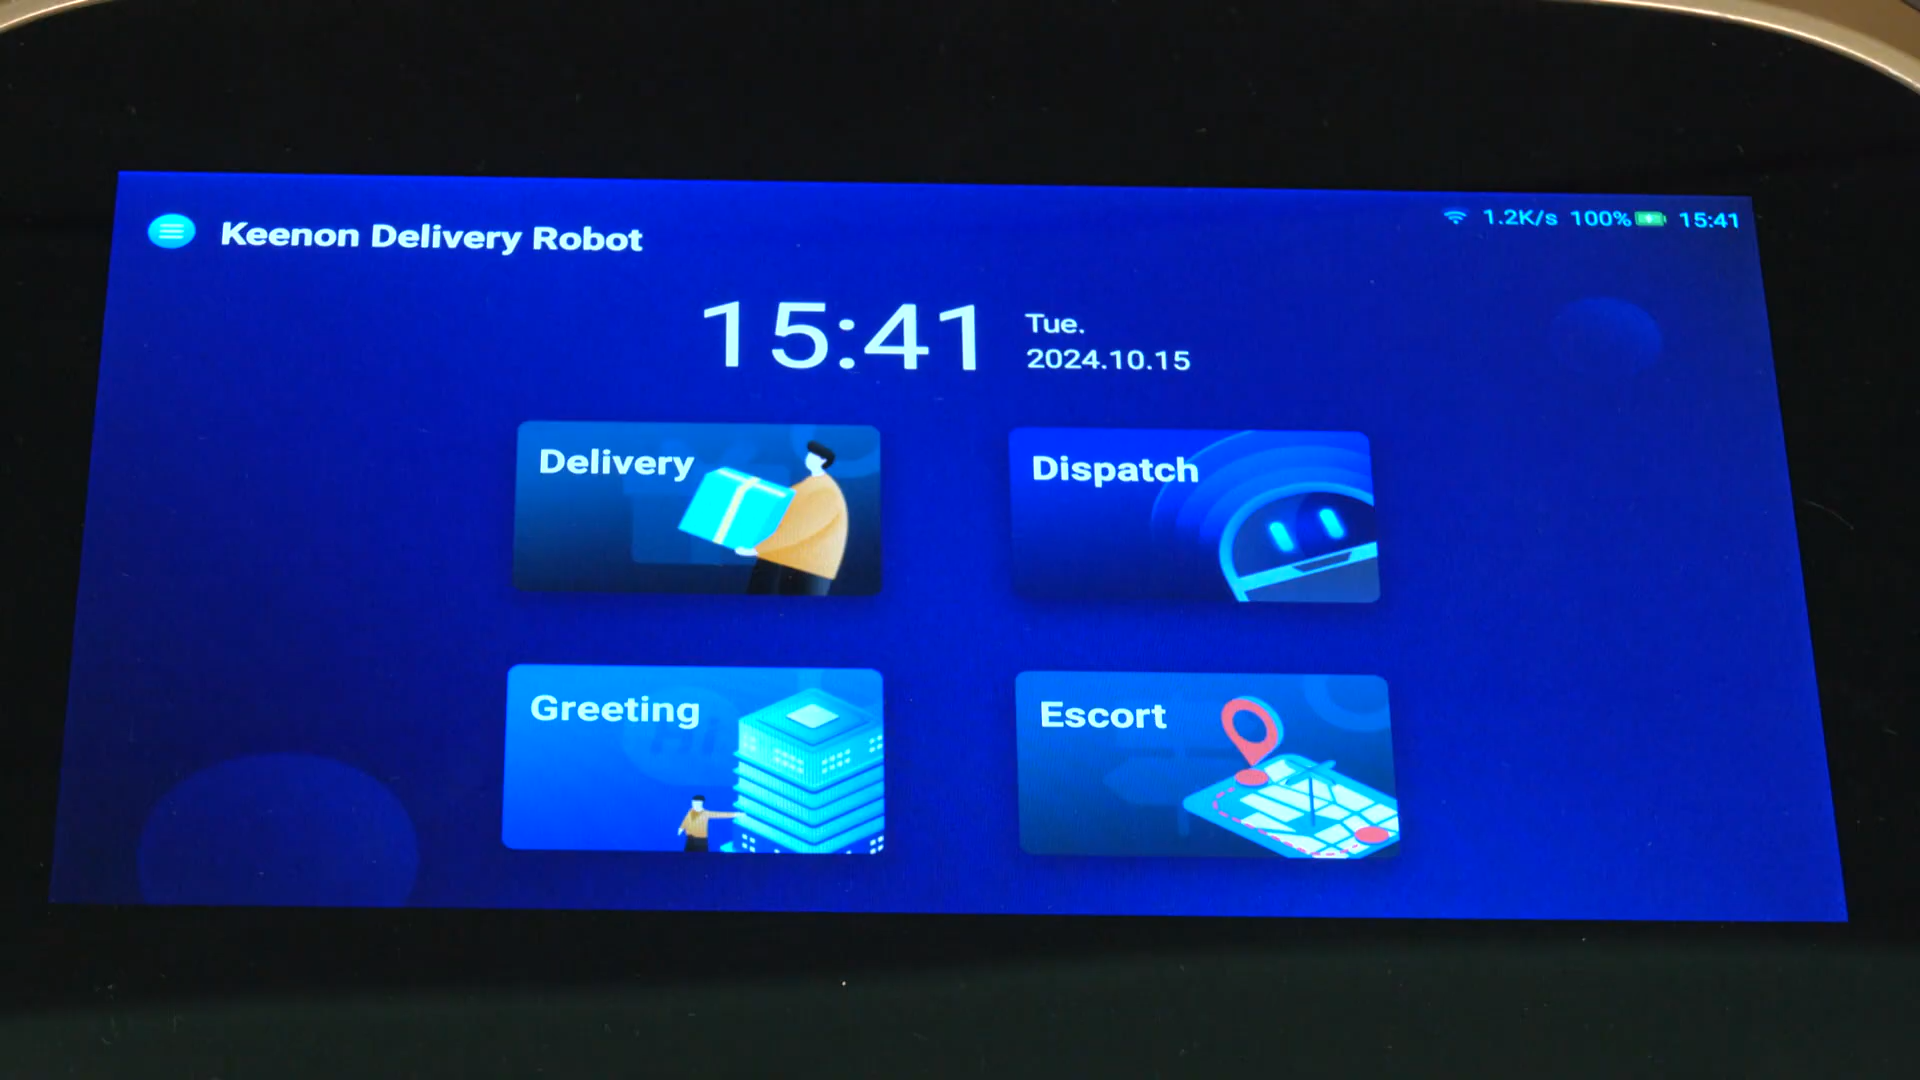 Keenon Delivery Robot
1.2K/s 100% 15:41
15:41
Tue.
2024.10.15
Delivery
Dispatch
Greeting
Escort